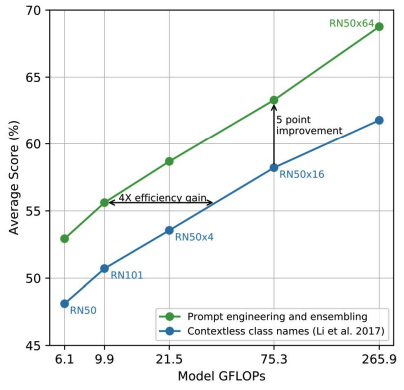 70
65
60
55
50
45
Average Score (%)
RN50x64
5 point
improvement
4X efficiency gain
RN50x16
RN50x4
RN101
RN50
Prompt engineering and ensembling
Contextless class names (Li et al. 2017)
6.1 9.9 21.5 75.3 265.9
Model GFLOPS